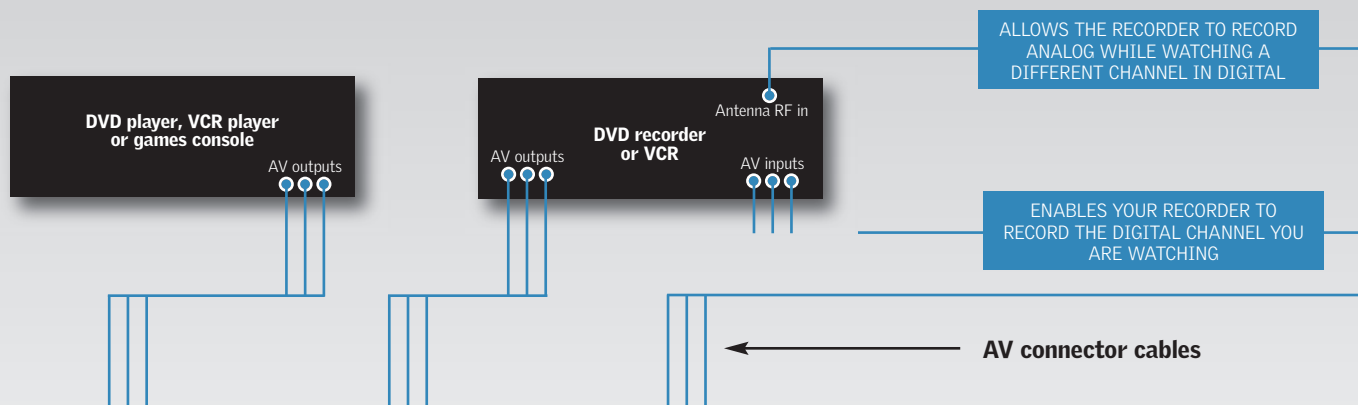 ALLOWS THE RECORDER TO RECORD
ANALOG WHILE WATCHING A
DIFFERENT CHANNEL IN DIGITAL
DVD player, VCR player
or games console
AV outputs
Antenna RF in
DVD recorder
or VCR
AV outputs
AV inputs
ENABLES YOUR RECORDER TO
RECORD THE DIGITAL CHANNEL YOU
ARE WATCHING
AV connector cables